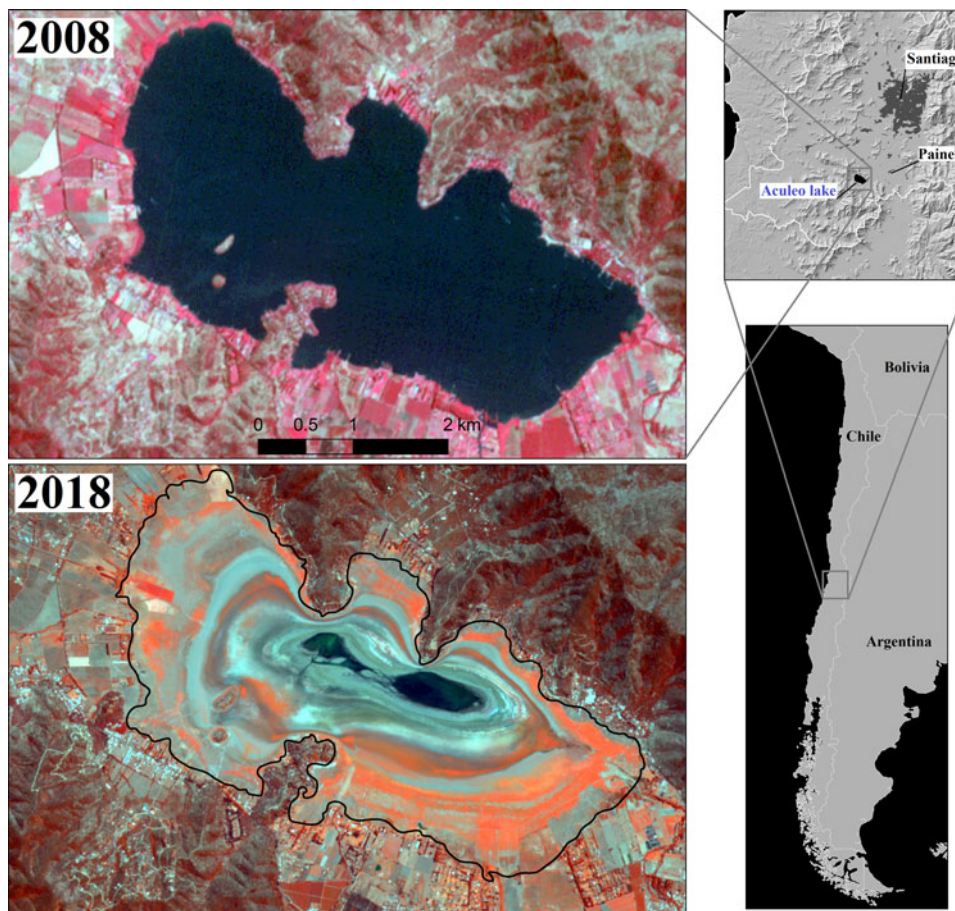 2008
0 0.5 1 2 km
2018
Santiag
Paine
Aculeo lake
Bolivia
Chile
Argentina